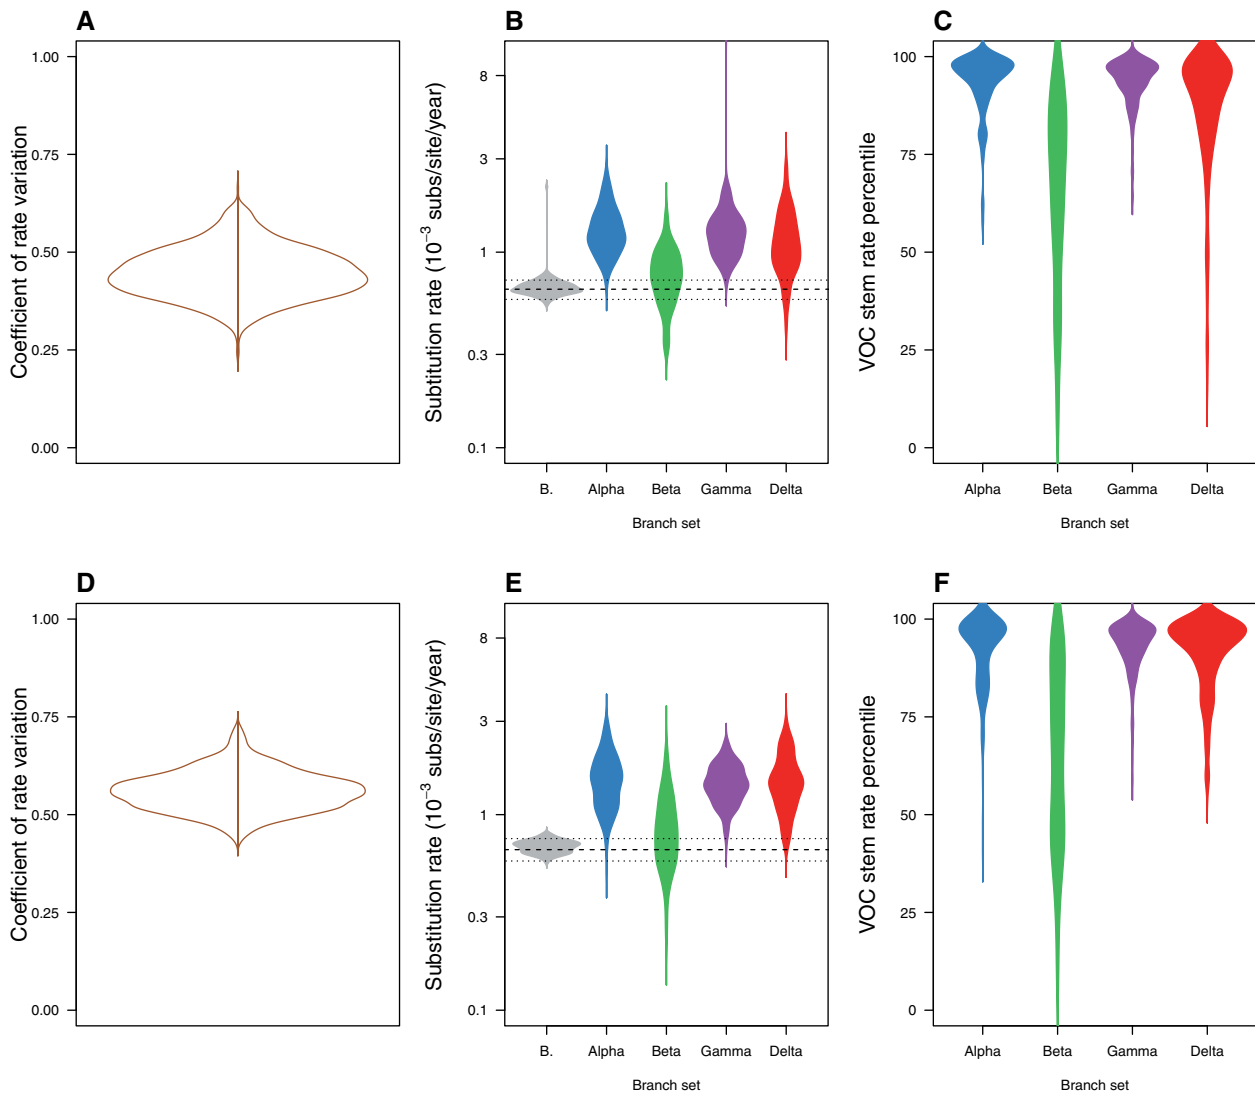 A
Coefficient of rate variation
1.00
0.75
0.50
0.25
0.00
B
Subtitution rate (10⁻³ subs/site/year)
8
3
1
0.3
0.1
B. Alpha Beta Gamma Delta
Branch set
C
VOC stem rate percentile
100
75
50
25
0
Alpha Beta Gamma Delta
Branch set
D
Coefficient of rate variation
1.00
0.75
0.50
0.25
0.00
E
Substitution rate (10⁻³ subs/site/year)
8
3
1
0.3
0.1
B. Alpha Beta Gamma Delta
Branch set
F
VOC stem rate percentile
100
75
50
25
0
Alpha Beta Gamma Delta
Branch set